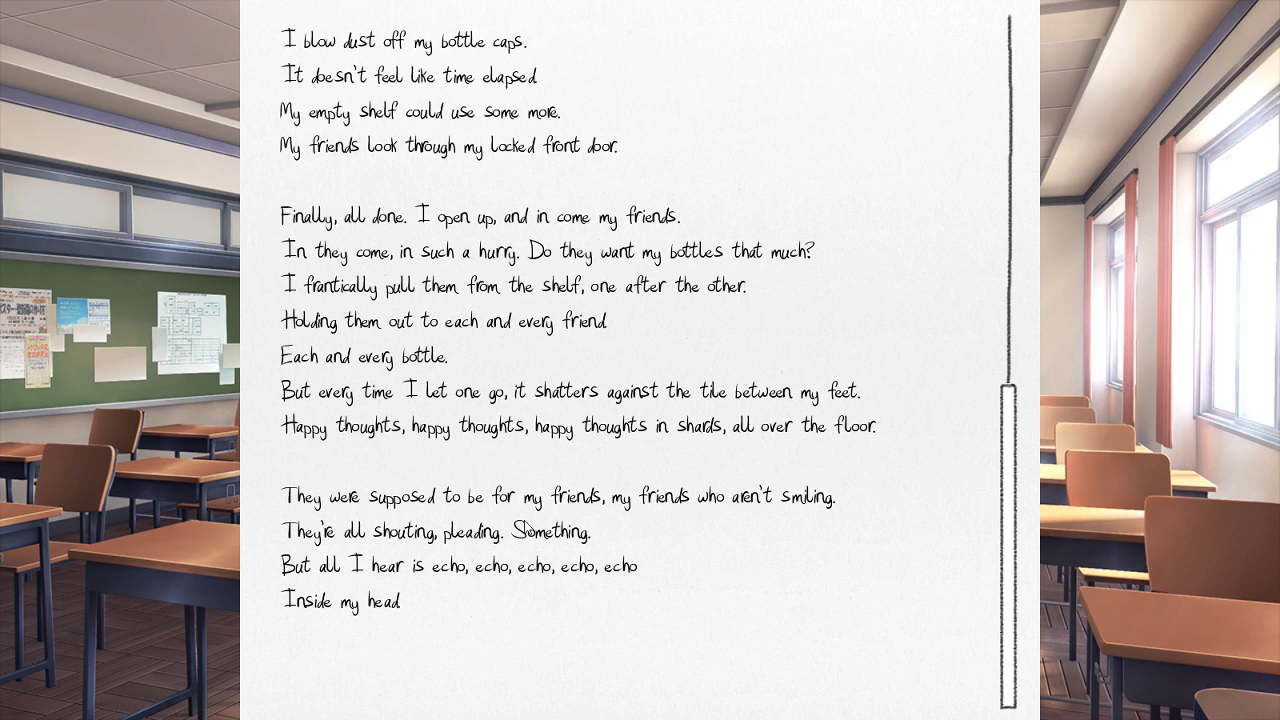 I blow dust off my bottle caps.
It doesn't feel like time elapsed
My empty shelf could use some more.
My friends look through my locked front door.
Finally, all done. I open up, and in come my friends.
In they come, in such a hurry. Do they want my bottles that much?
I frantically pull them from the shelf, one after the other.
Holding them out to each and every friend
Each and every bottle.
But every time I let one go, it shatters against the tile between my feet.
Happy thoughts, happy thoughts, happy thoughts in shards, all over the floor.
They were supposed to be for my friends, my friends who aren't smiling.
They're all shouting, pleading. Something.
But all I hear is echo, echo, echo, echo, echo
Inside my head